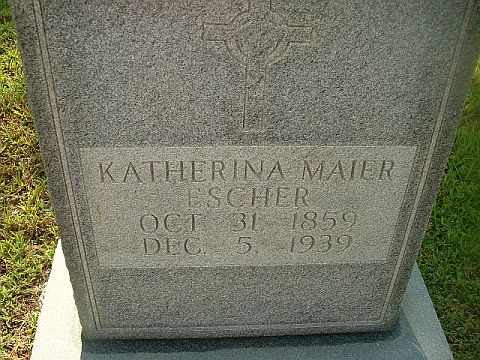 KATHERINA MAIER
ESCHER
OCT. 31 1859
DEC. 5, 1939